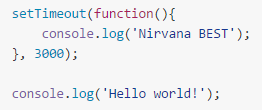 setTimeout(function(){
    console.log('Nirvana BEST');
}, 3000);
console.log('Hello world!');